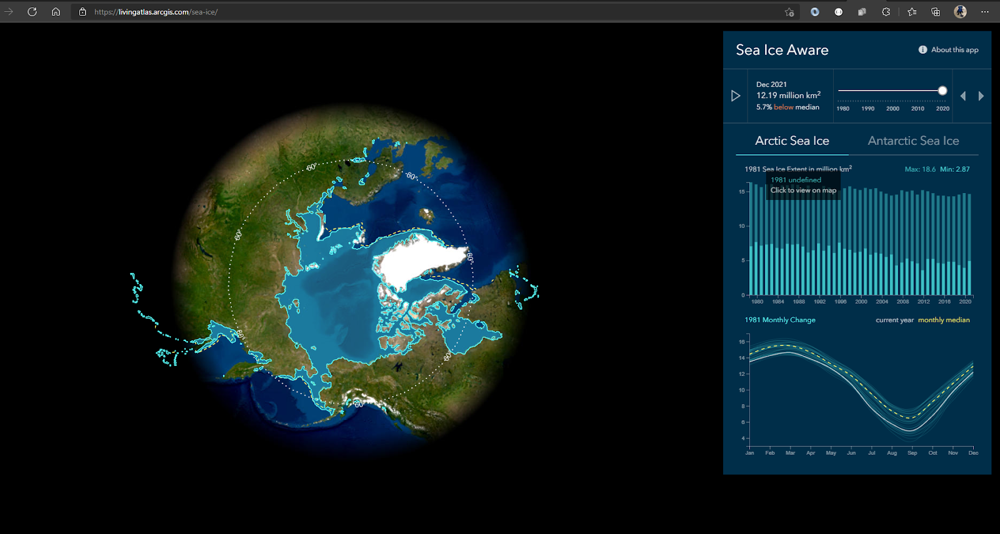 https://livingatlas.arcgis.com/sea-ice/
Sea Ice Aware
About this app
Dec 2021
12.19 million km²
5.7% below median
1980 1990 2000 2010 2020
Arctic Sea Ice
Antarctic Sea Ice
1981 Sea Ice Extent in million km²
Max: 18.6 Min: 2.87
1981 undefined
Click to view on map
15
10
5
0
1980 1984 1988 1992 1996 2000 2004 2008 2012 2016 2020
1981 Monthly Change
current year monthly median
16
14
12
10
8
6
4
Jan Feb Mar Apr May Jun Jul Aug Sep Oct Nov Dec
60°
60°
60°
60°
60°
60°
60°